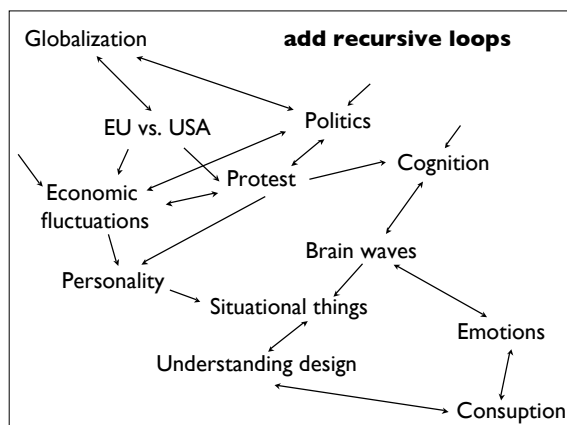 Globalization
add recursive loops
Politics
EU vs. USA
Cognition
Protest
Economic
fluctuations
Brain waves
Personality
Situational things
Emotions
Understanding design
Consuption